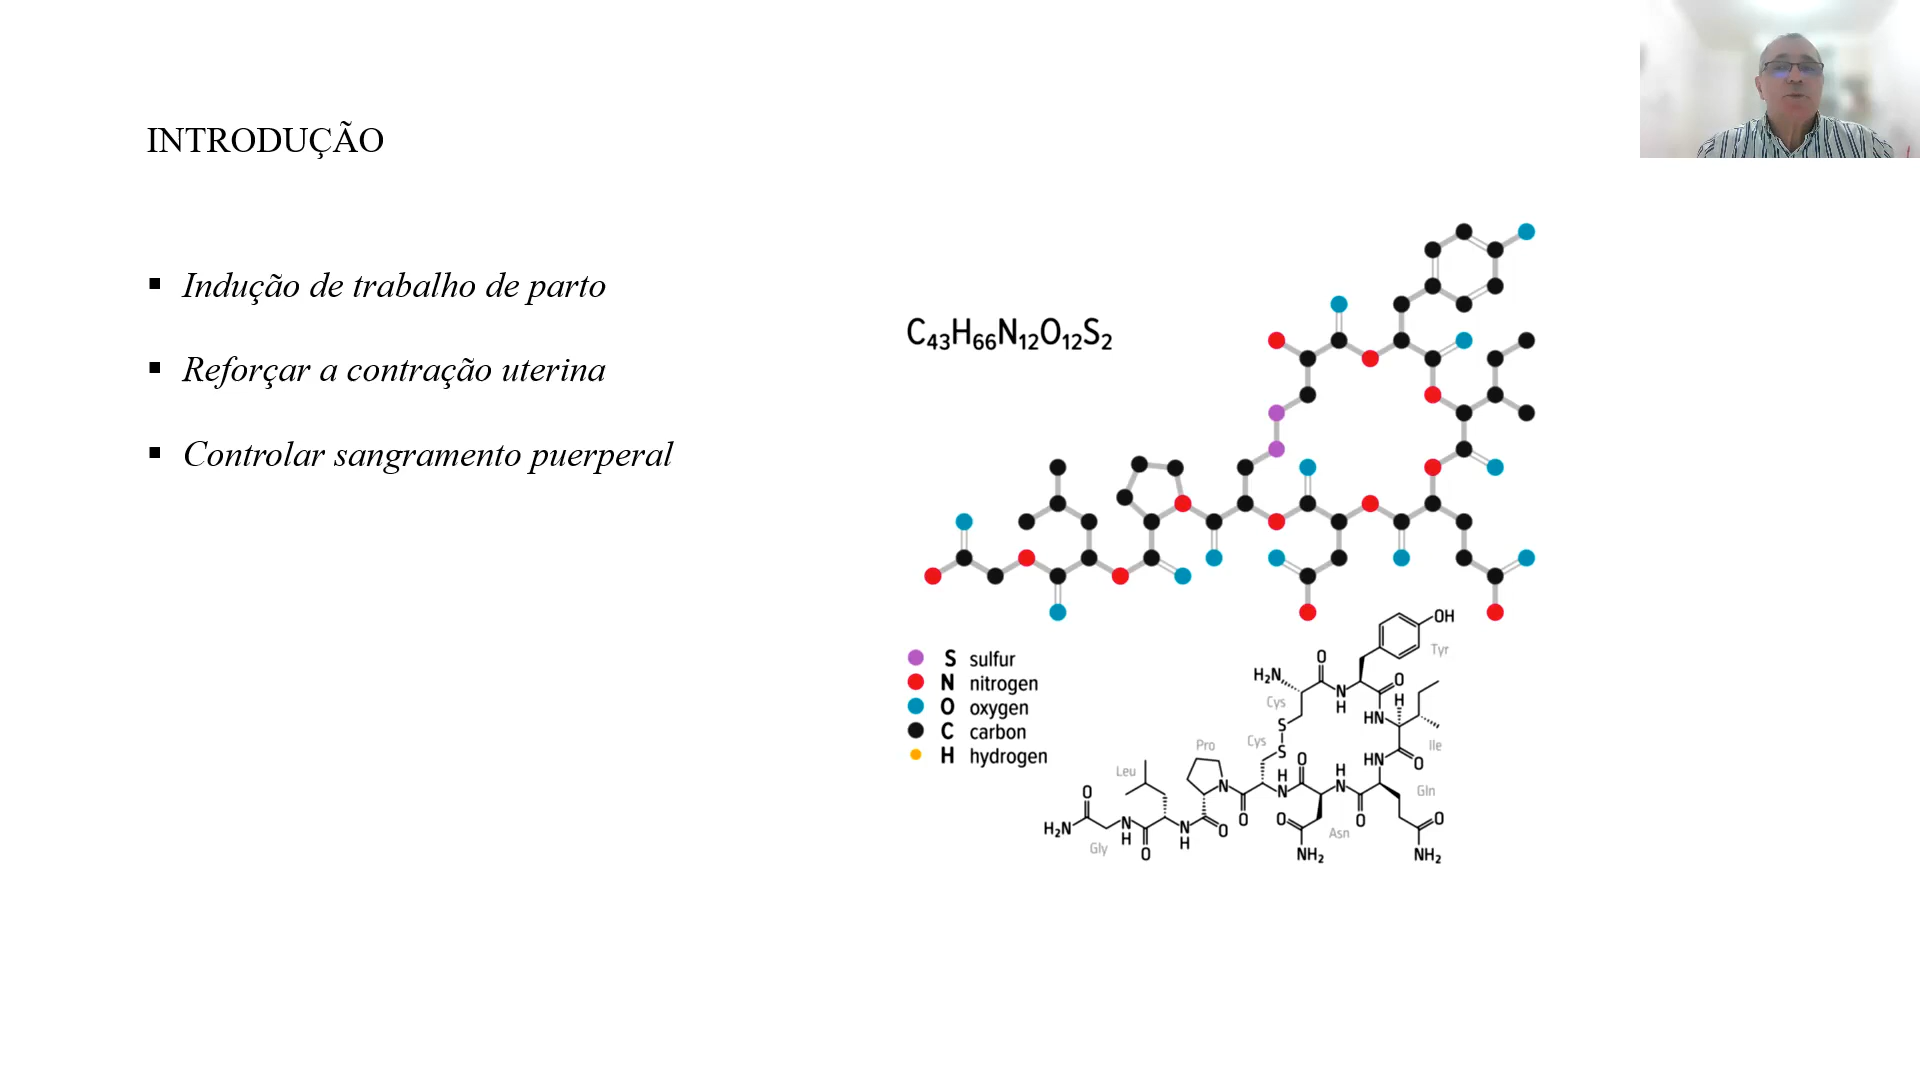 INTRODUÇÃO
▪ Indução de trabalho de parto
▪ Reforçar a contração uterina
▪ Controlar sangramento puerperal
C43H66N12O12S2
S sulfur
N nitrogen
O oxygen
C carbon
H hydrogen
OH
Tyr
O
H2N
O
Cys
N
H
H
HN
S
Cys
S
Ile
Pro
O
HN
O
Leu
H
N
H
N
N
Gln
O
O
O
O
O
H2N
N
H
N
H
O
Asn
Gly
O
NH2
NH2